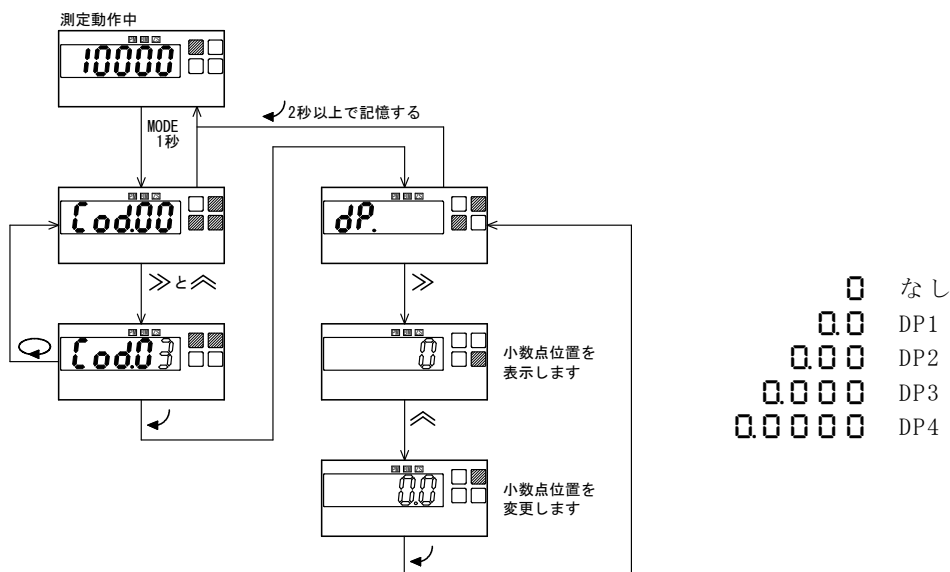 測定動作中
10000
MODE
1秒
2秒以上で記憶する
Cod.00
dP.
≫と︽
≫
Cod.03
0
小数点位置を
表示します
︽
0.0
小数点位置を
変更します
0 なし
0.0 DP1
0.00 DP2
0.000 DP3
0.0000 DP4